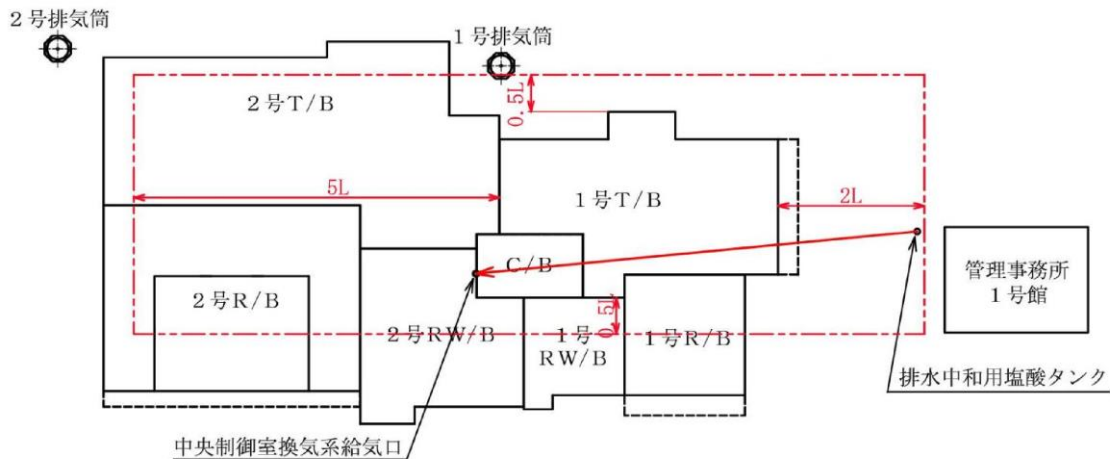 2号排気筒
1号排気筒
2号T/B
0.5L
5L
1号T/B
2L
C/B
管理事務所
1号館
2号R/B
2号RW/B
1号
RW/B
0.5L
1号R/B
排水中和用塩酸タンク
中央制御室換気系給気口